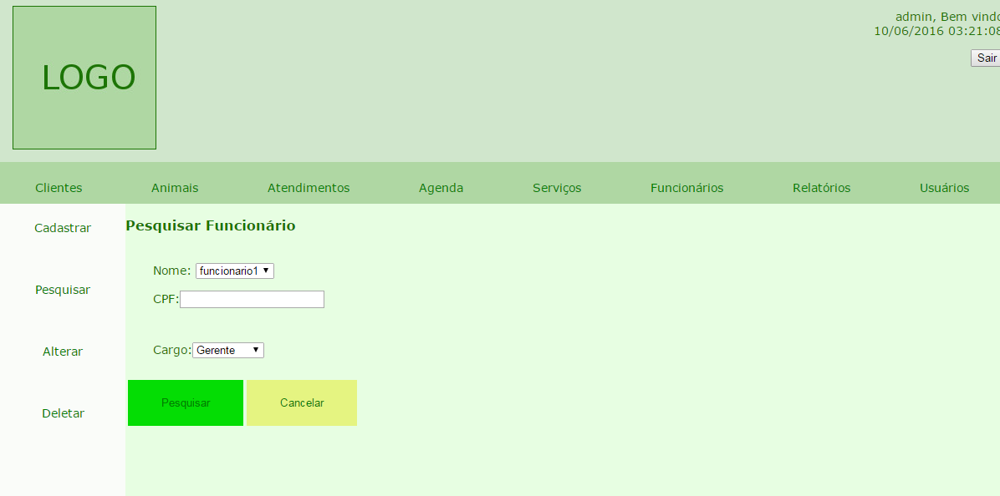 LOGO
admin, Bem vindo
10/06/2016 03:21:08
Sair
Clientes Animais Atendimentos Agenda Serviços Funcionários Relatórios Usuários
Cadastrar
Pesquisar
Alterar
Deletar
Pesquisar Funcionário
Nome: funcionario1
CPF:
Cargo: Gerente
Pesquisar Cancelar